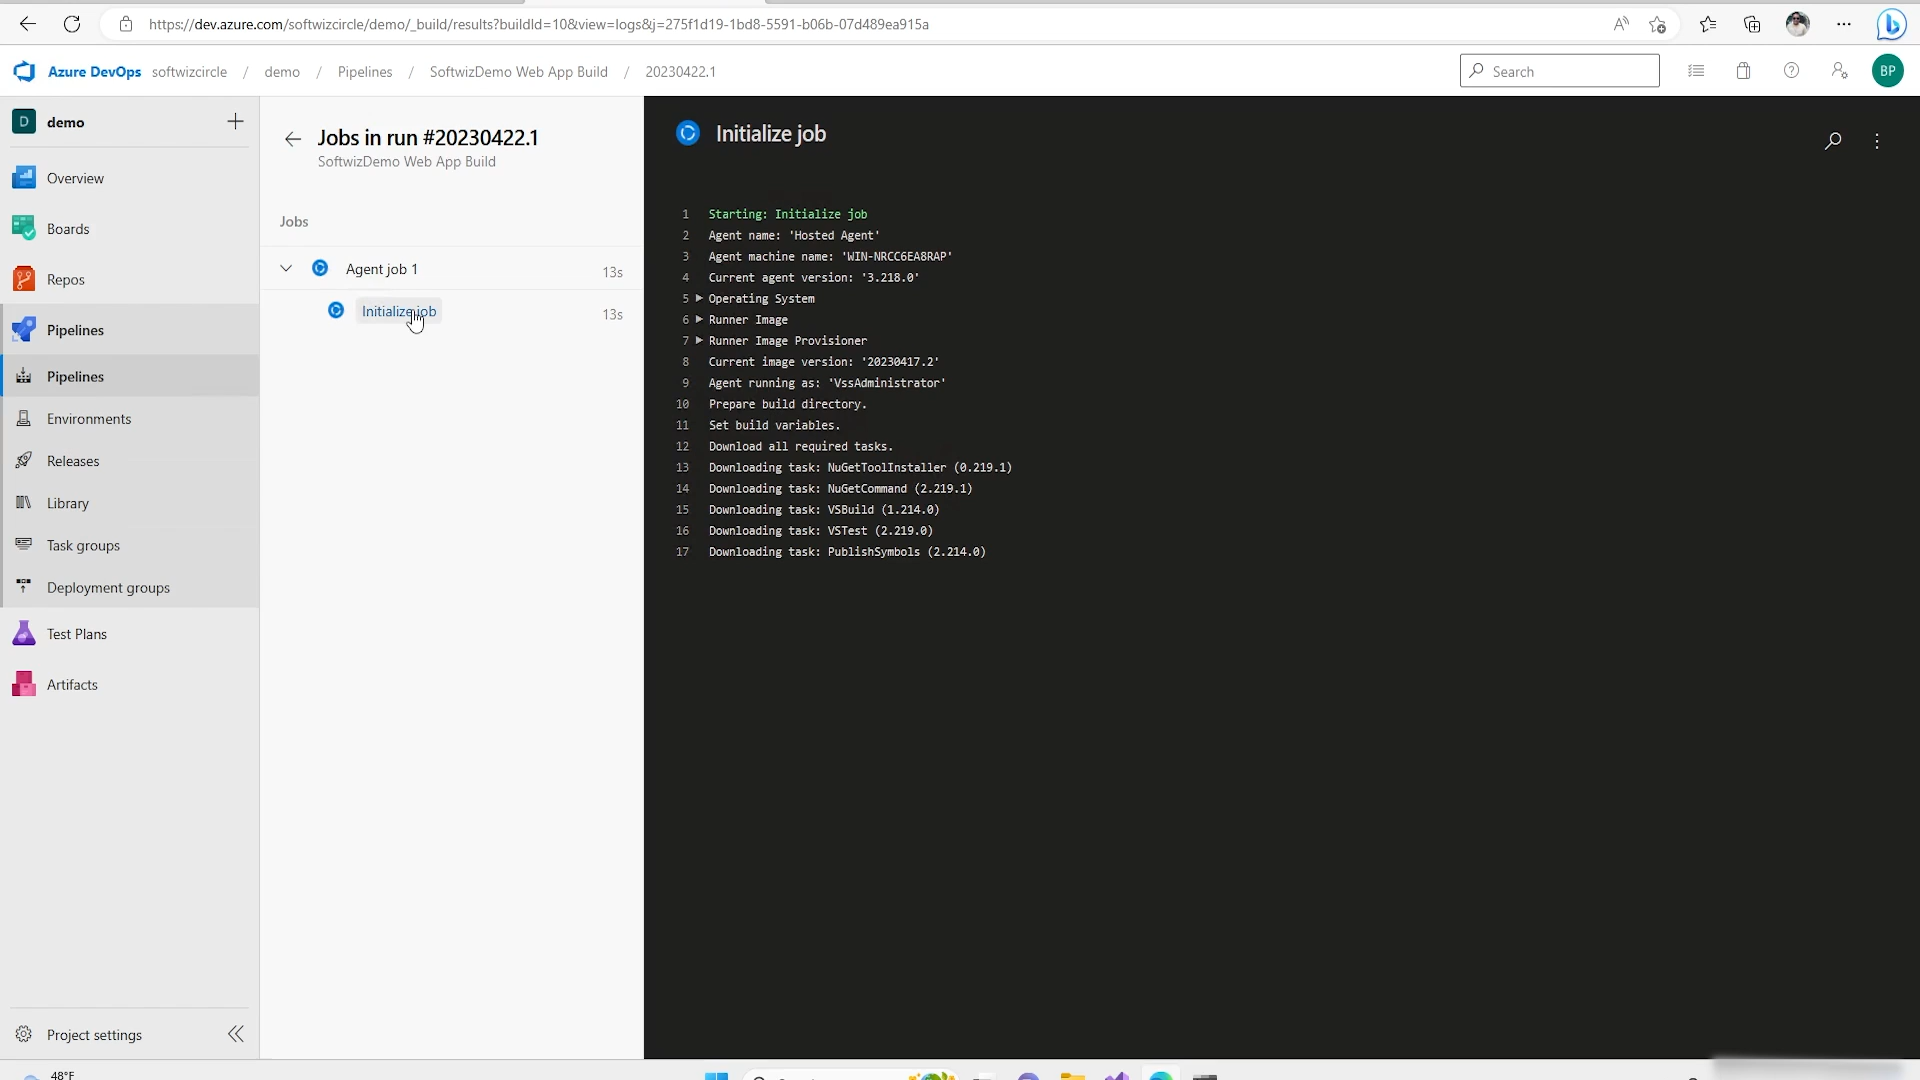 https://dev.azure.com/softwizcircle/demo/_build/results?buildId=10&view=logs&j=275f1d19-1bd8-5591-b06b-07d489ea915a
Azure DevOps softwizcircle / demo / Pipelines / SoftwizDemo Web App Build / 20230422.1
Search
BP
D demo
Overview
Boards
Repos
Pipelines
Pipelines
Environments
Releases
Library
Task groups
Deployment groups
Test Plans
Artifacts
Project settings
48°F
Jobs in run #20230422.1
SoftwizDemo Web App Build
Jobs
Agent job 1 13s
Initialize job 13s
Initialize job
1 Starting: Initialize job
2 Agent name: 'Hosted Agent'
3 Agent machine name: 'WIN-NRCC6EA8RAP'
4 Current agent version: '3.218.0'
5 Operating System
6 Runner Image
7 Runner Image Provisioner
8 Current image version: '20230417.2'
9 Agent running as: 'VssAdministrator'
10 Prepare build directory.
11 Set build variables.
12 Download all required tasks.
13 Downloading task: NuGetToolInstaller (0.219.1)
14 Downloading task: NuGetCommand (2.219.1)
15 Downloading task: VSBuild (1.214.0)
16 Downloading task: VSTest (2.219.0)
17 Downloading task: PublishSymbols (2.214.0)